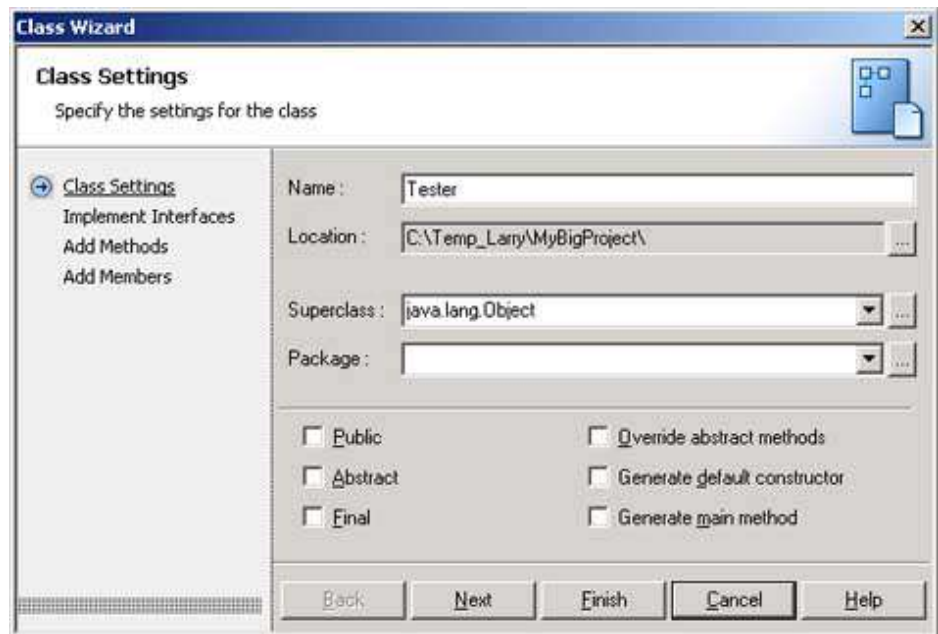 Class Wizard
Class Settings
Specify the settings for the class
Class Settings
Implement Interfaces
Add Methods
Add Members
Name :
Tester
Location :
C:\Temp_Larry\MyBigProject\
...
Superclass :
java.lang.Object
...
Package :
...
Public
Override abstract methods
Abstract
Generate default constructor
Final
Generate main method
Back
Next
Finish
Cancel
Help